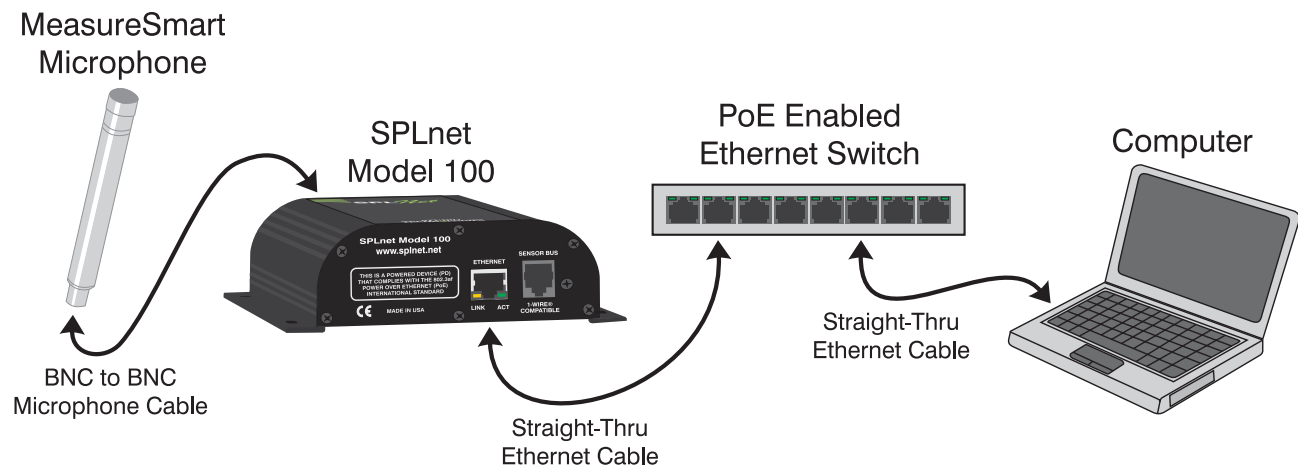 MeasureSmart
Microphone
SPLnet
Model 100
PoE Enabled
Ethernet Switch
Computer
SPLNet
SPLnet Model 100
www.splnet.net
THIS IS A POWERED DEVICE (PD)
THAT COMPLIES WITH THE 802.3af
POWER OVER ETHERNET (PoE)
INTERNATIONAL STANDARD
CE MADE IN USA
ETHERNET
LINK ACT
SENSOR BUS
1-WIRE®
COMPATIBLE
BNC to BNC
Microphone Cable
Straight-Thru
Ethernet Cable
Straight-Thru
Ethernet Cable